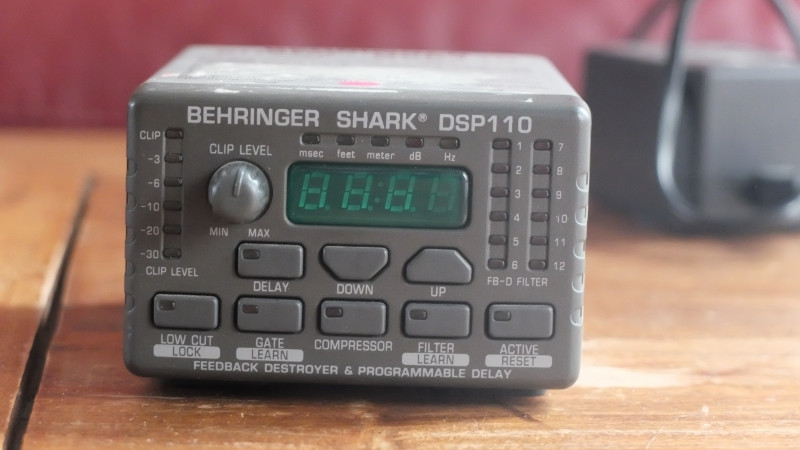 BEHRINGER SHARK® DSP110
CLIP
-3
-6
-10
-20
-30
CLIP LEVEL
CLIP LEVEL
MIN MAX
msec feet meter dB Hz
1 7
2 8
3 9
4 10
5 11
6 12
FB-D FILTER
DELAY DOWN UP
LOW CUT GATE COMPRESSOR FILTER ACTIVE
LOCK LEARN LEARN RESET
FEEDBACK DESTROYER & PROGRAMMABLE DELAY